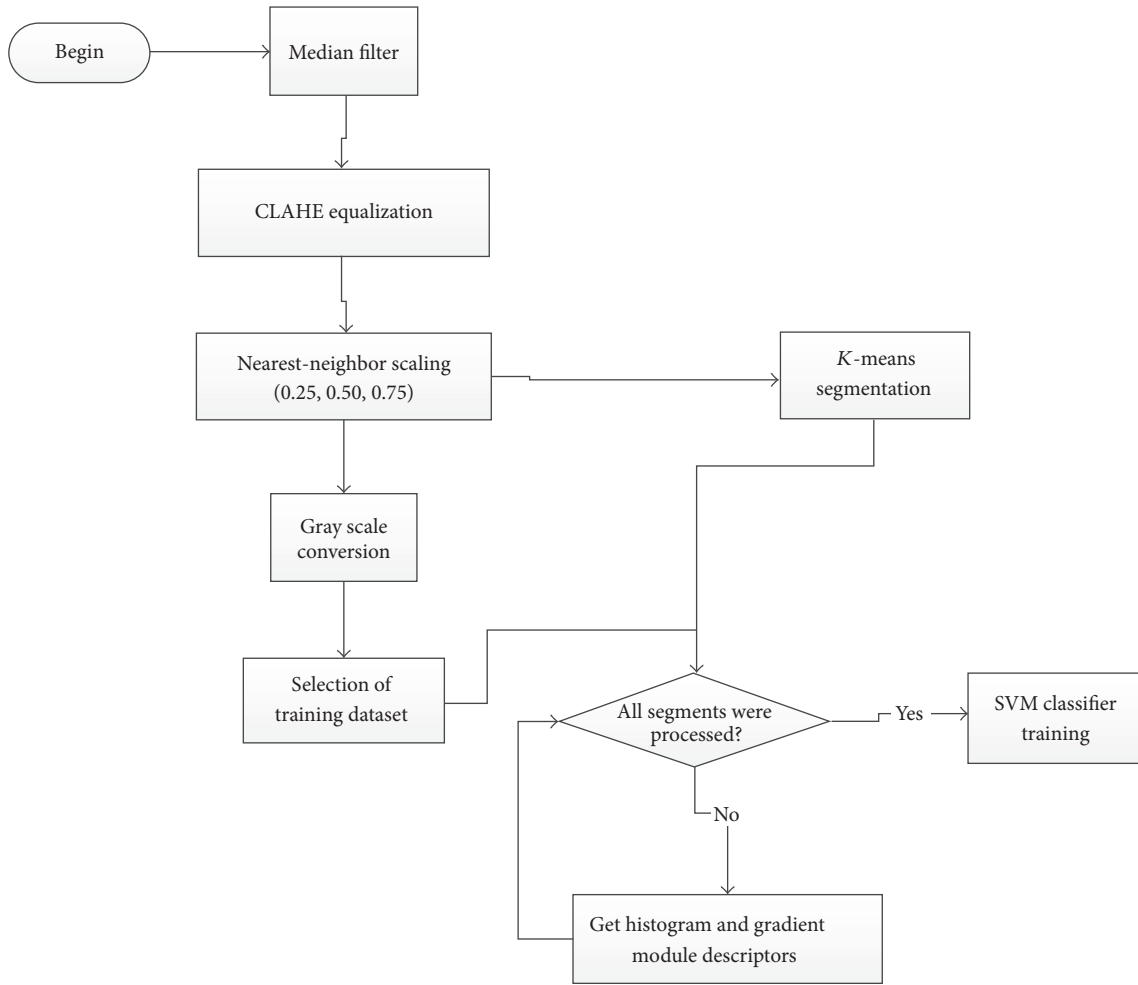 Begin
Median filter
CLAHE equalization
Nearest-neighbor scaling
(0.25, 0.50, 0.75)
K-means
segmentation
Gray scale
conversion
Selection of
training dataset
All segments were
processed?
Yes
SVM classifier
training
No
Get histogram and gradient
module descriptors